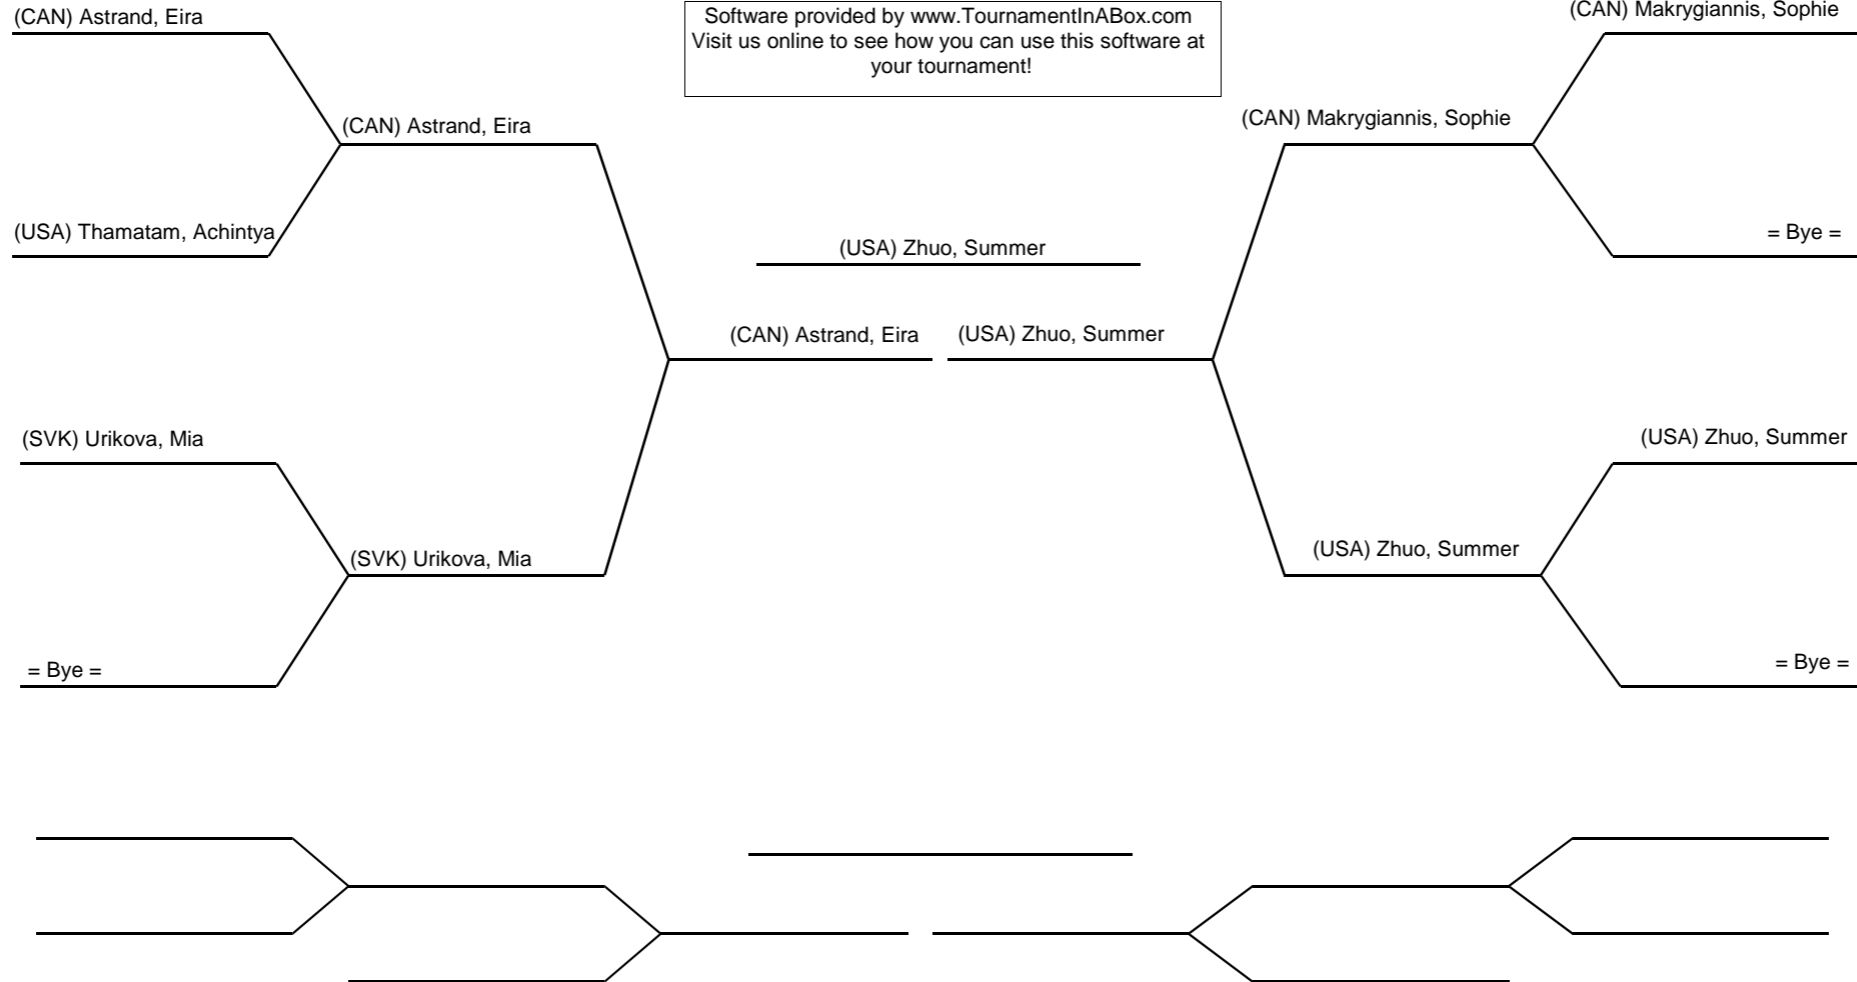 (CAN) Astrand, Eira
Software provided by www.TournamentInABox.com
Visit us online to see how you can use this software at
your tournament!
(CAN) Makrygiannis, Sophie
(CAN) Astrand, Eira
(CAN) Makrygiannis, Sophie
(USA) Thamatam, Achintya
(USA) Zhuo, Summer
= Bye =
(CAN) Astrand, Eira
(USA) Zhuo, Summer
(SVK) Urikova, Mia
(USA) Zhuo, Summer
(SVK) Urikova, Mia
(USA) Zhuo, Summer
= Bye =
= Bye =